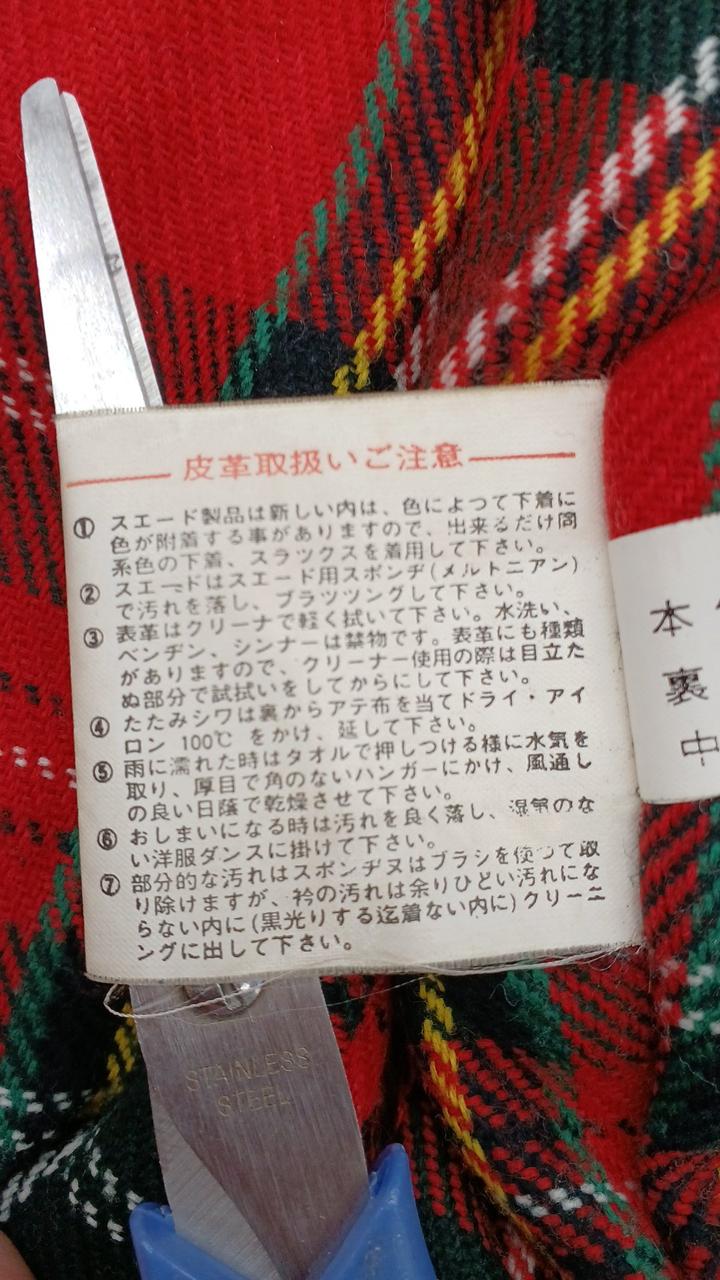 皮革取扱いご注意
① スエード製品は新しい内は、色によつて下着に
色が附着する事がありますので、出来るだけ同
系色の下着、スラックスを着用して下さい。
② スエードはスエード用スポンヂ(メルトニアン)
で汚れを落し、ブラツツングして下さい。
③ 表革はクリーナで軽く拭いて下さい。水洗い、
ベンヂン、シンナーは禁物です。表革にも種類
がありますので、クリーナー使用の際は目立た
ぬ部分で試拭いをしてからにして下さい。
④ たたみシワは裏からアテ布を当てドライ・アイ
ロン 100℃ をかけ、延して下さい。
⑤ 雨に濡れた時はタオルで押しつける様に水気を
取り、厚目で角のないハンガーにかけ、風通し
の良い日蔭で乾燥させて下さい。
⑥ おしまいになる時は汚れを良く落し、湿気のな
い洋服ダンスに掛けて下さい。
⑦ 部分的な汚れはスポンヂヌはブラシを使つて取
り除けますが、衿の汚れは余りひどい汚れにな
らない内に(黒光りする迄着ない内に)クリーニ
ングに出して下さい。
本
裏
中
STAINLESS
STEEL